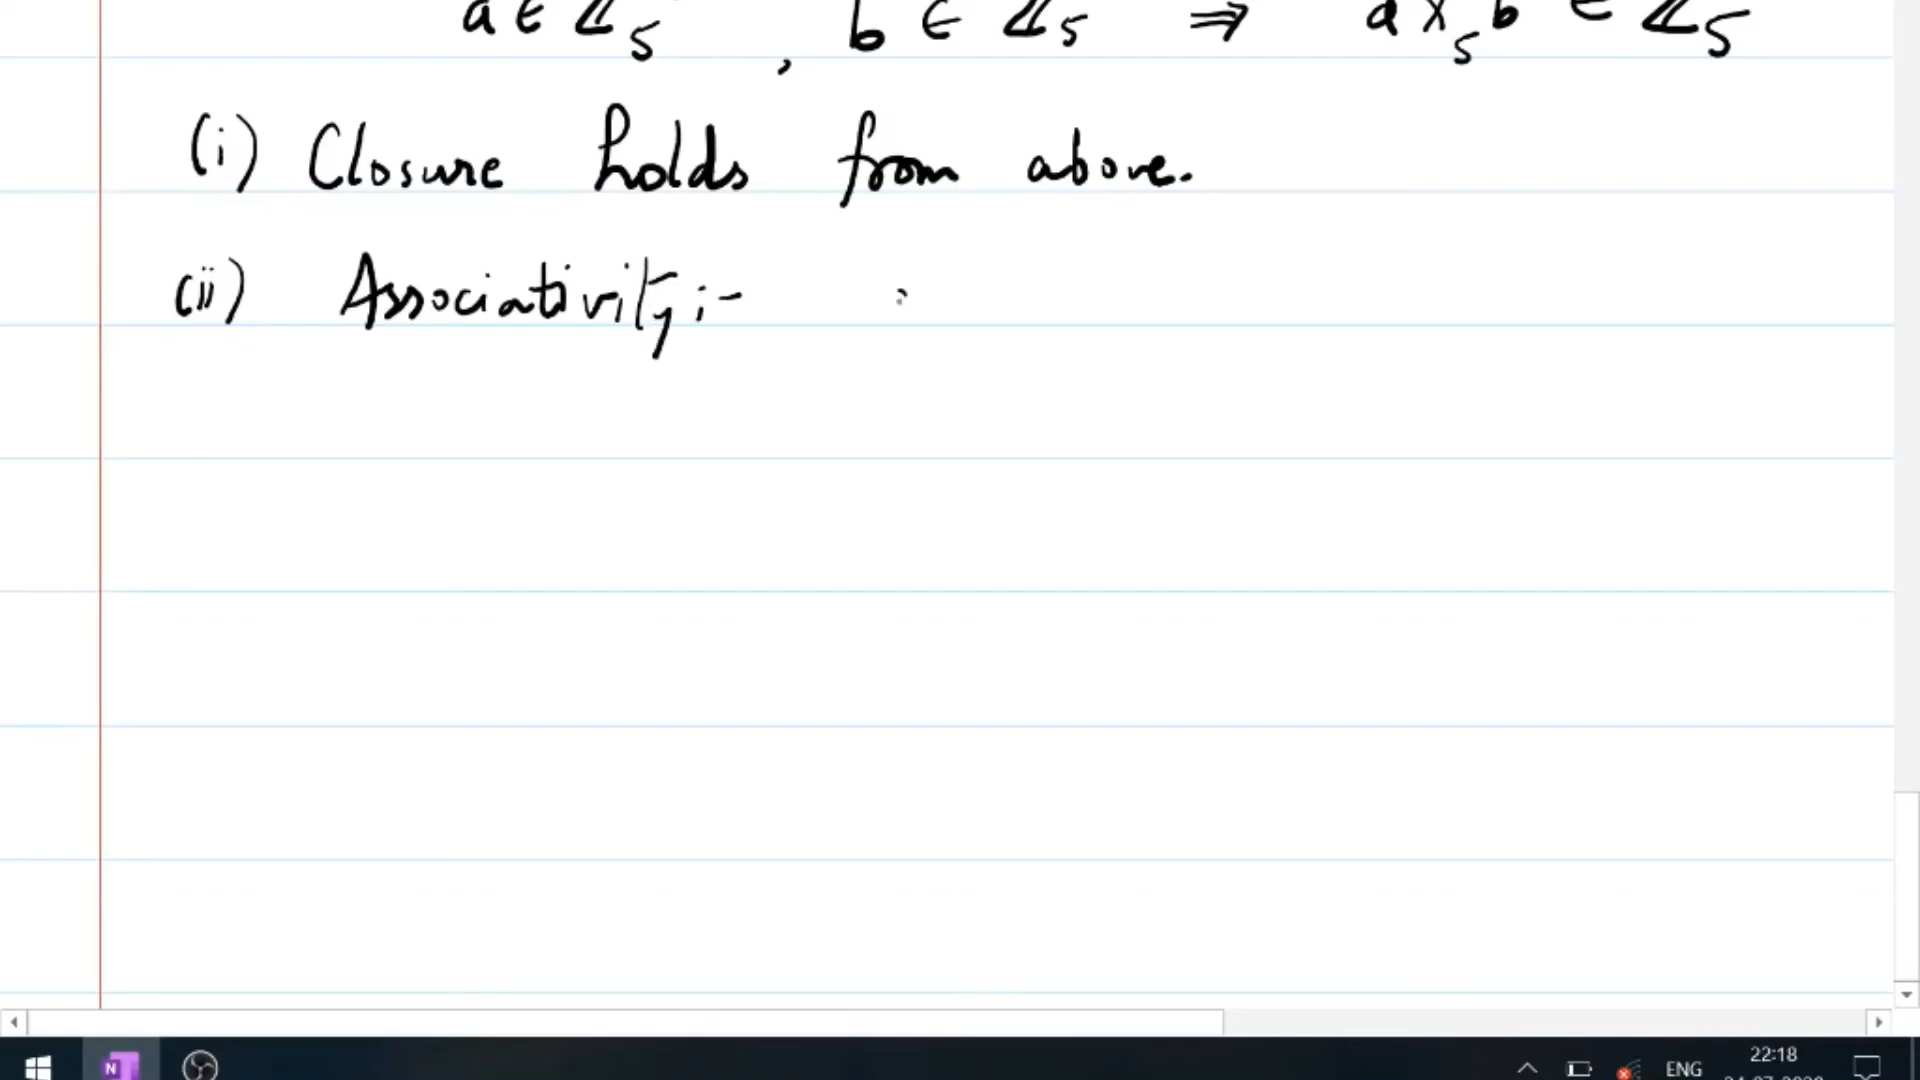 a ∈ ℤ₅ , b ∈ ℤ₅ ⇒ a ×₅ b ∈ ℤ₅
(i) Closure holds from above.
(ii) Associativity :-
N
ENG
22:18